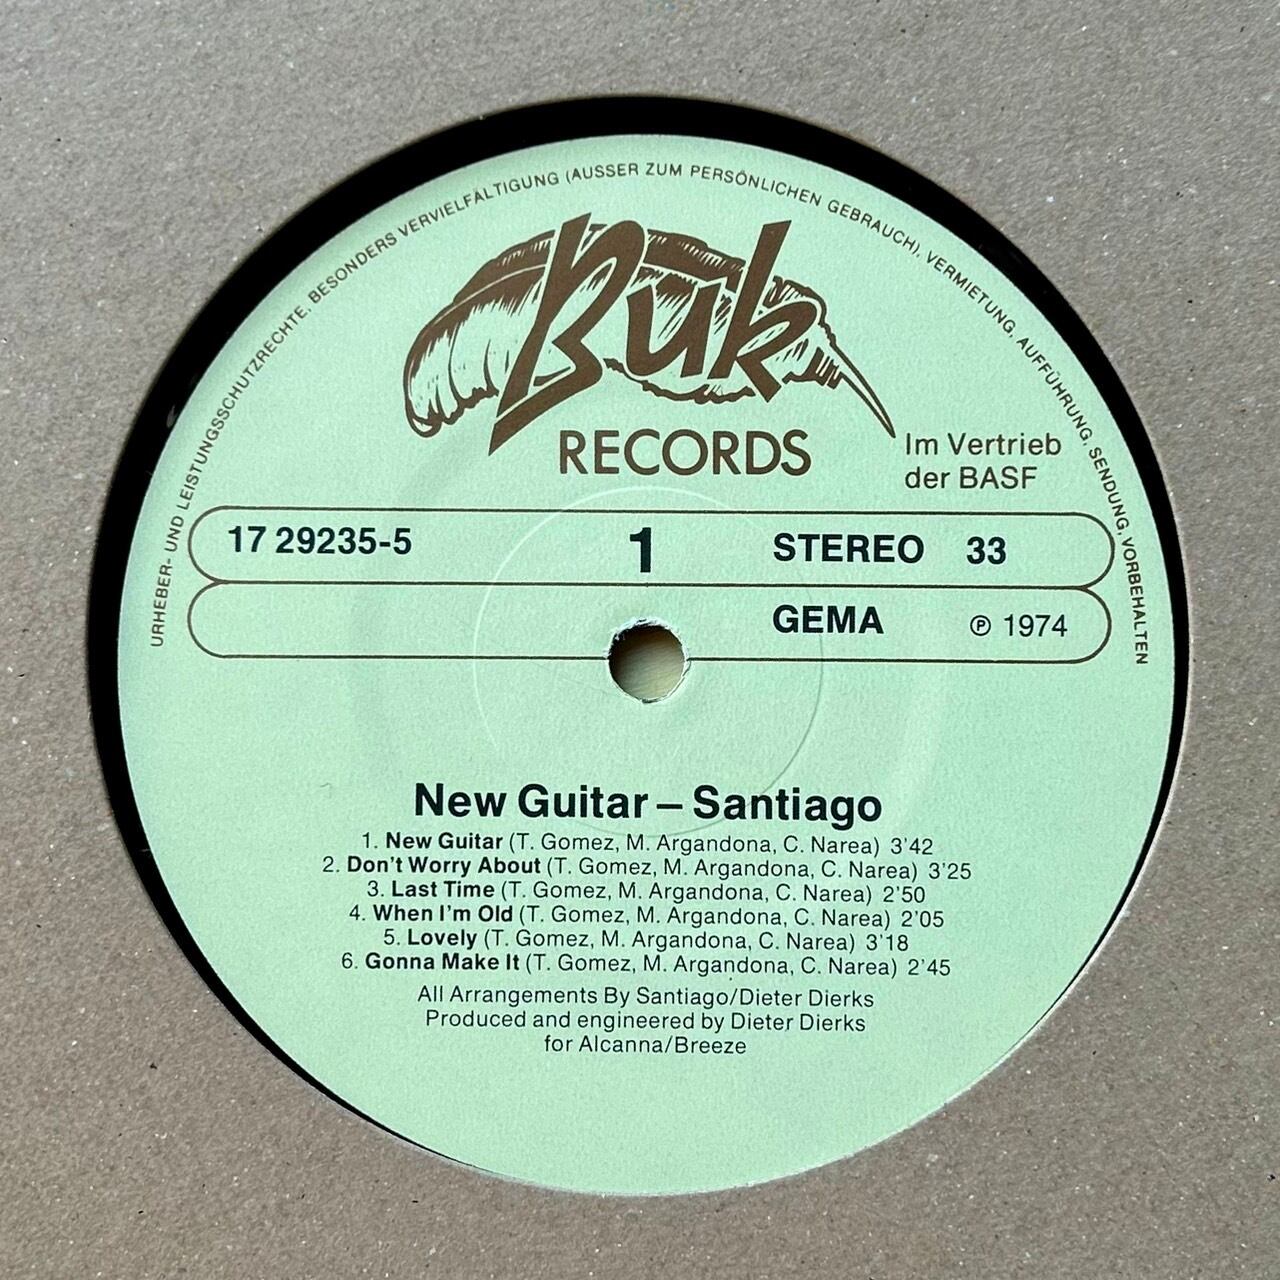 URHEBER- UND LEISTUNGSSCHUTZRECHTE, BESONDERS VERVIELFÄLTIGUNG (AUSSER ZUM PERSÖNLICHEN GEBRAUCH), VERMIETUNG, AUFFÜHRUNG, SENDUNG, VORBEHALTEN
Buk
RECORDS
Im Vertrieb
der BASF
17 29235-5 1 STEREO 33
GEMA ℗ 1974
New Guitar – Santiago
1. New Guitar (T. Gomez, M. Argandona, C. Narea) 3'42
2. Don't Worry About (T. Gomez, M. Argandona, C. Narea) 3'25
3. Last Time (T. Gomez, M. Argandona, C. Narea) 2'50
4. When I'm Old (T. Gomez, M. Argandona, C. Narea) 2'05
5. Lovely (T. Gomez, M. Argandona, C. Narea) 3'18
6. Gonna Make It (T. Gomez, M. Argandona, C. Narea) 2'45
All Arrangements By Santiago/Dieter Dierks
Produced and engineered by Dieter Dierks
for Alcanna/Breeze